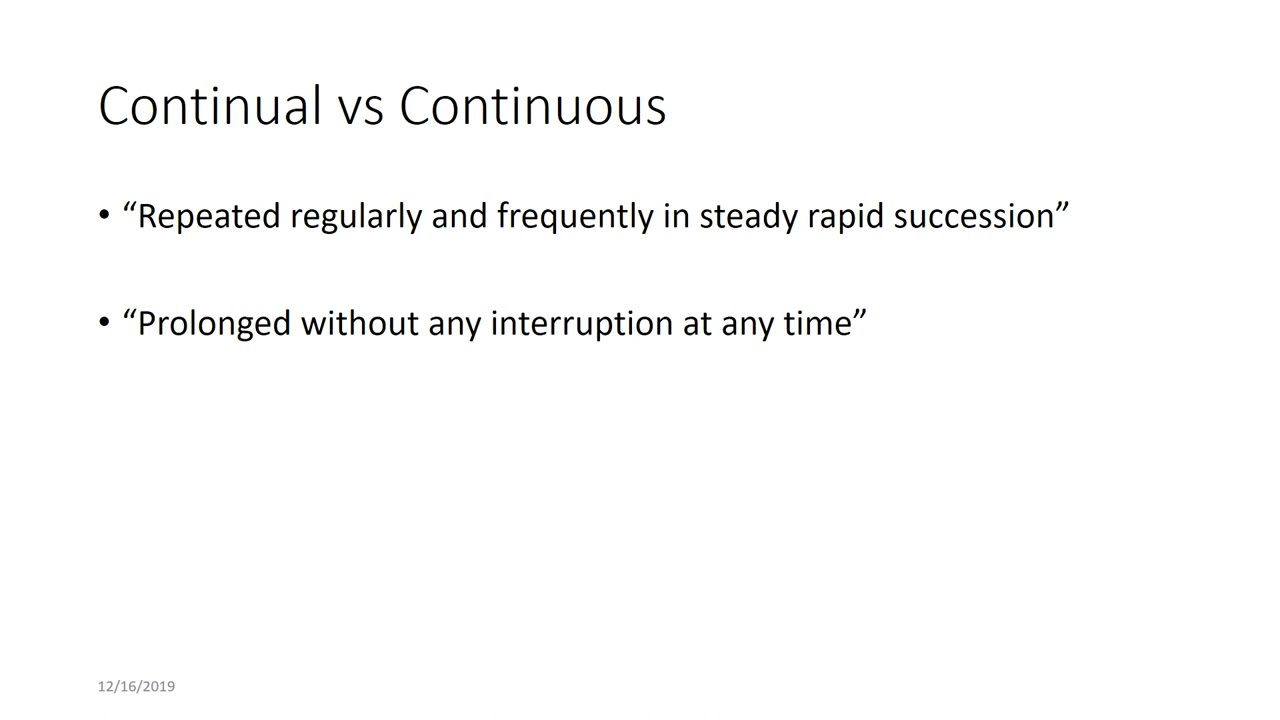 Continual vs Continuous
• “Repeated regularly and frequently in steady rapid succession”
• “Prolonged without any interruption at any time”
12/16/2019